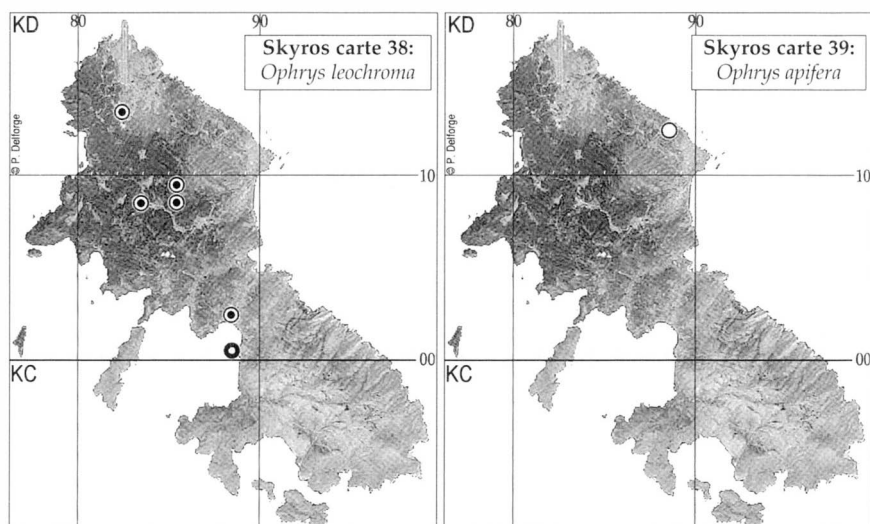 80 90
KD
Skyros carte 38:
Ophrys leochroma
© P. Delforge
10
00
KC
80 90
KD
Skyros carte 39:
Ophrys apifera
© P. Delforge
10
00
KC